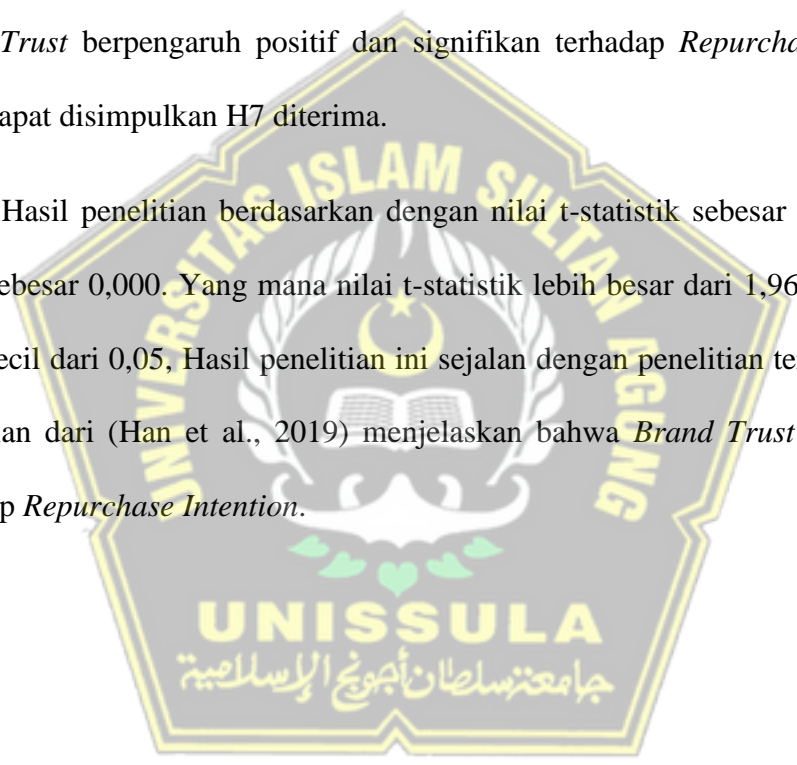 Trust berpengaruh positif dan signifikan terhadap Repurcha
apat disimpulkan H7 diterima.
Hasil penelitian berdasarkan dengan nilai t-statistik sebesar
ebesar 0,000. Yang mana nilai t-statistik lebih besar dari 1,96
ecil dari 0,05, Hasil penelitian ini sejalan dengan penelitian te
an dari (Han et al., 2019) menjelaskan bahwa Brand Trust
p Repurchase Intention.
UNIVERSITAS ISLAM SULTAN AGUNG
UNISSULA
جامعتنسلطان أجونج الإسلامية